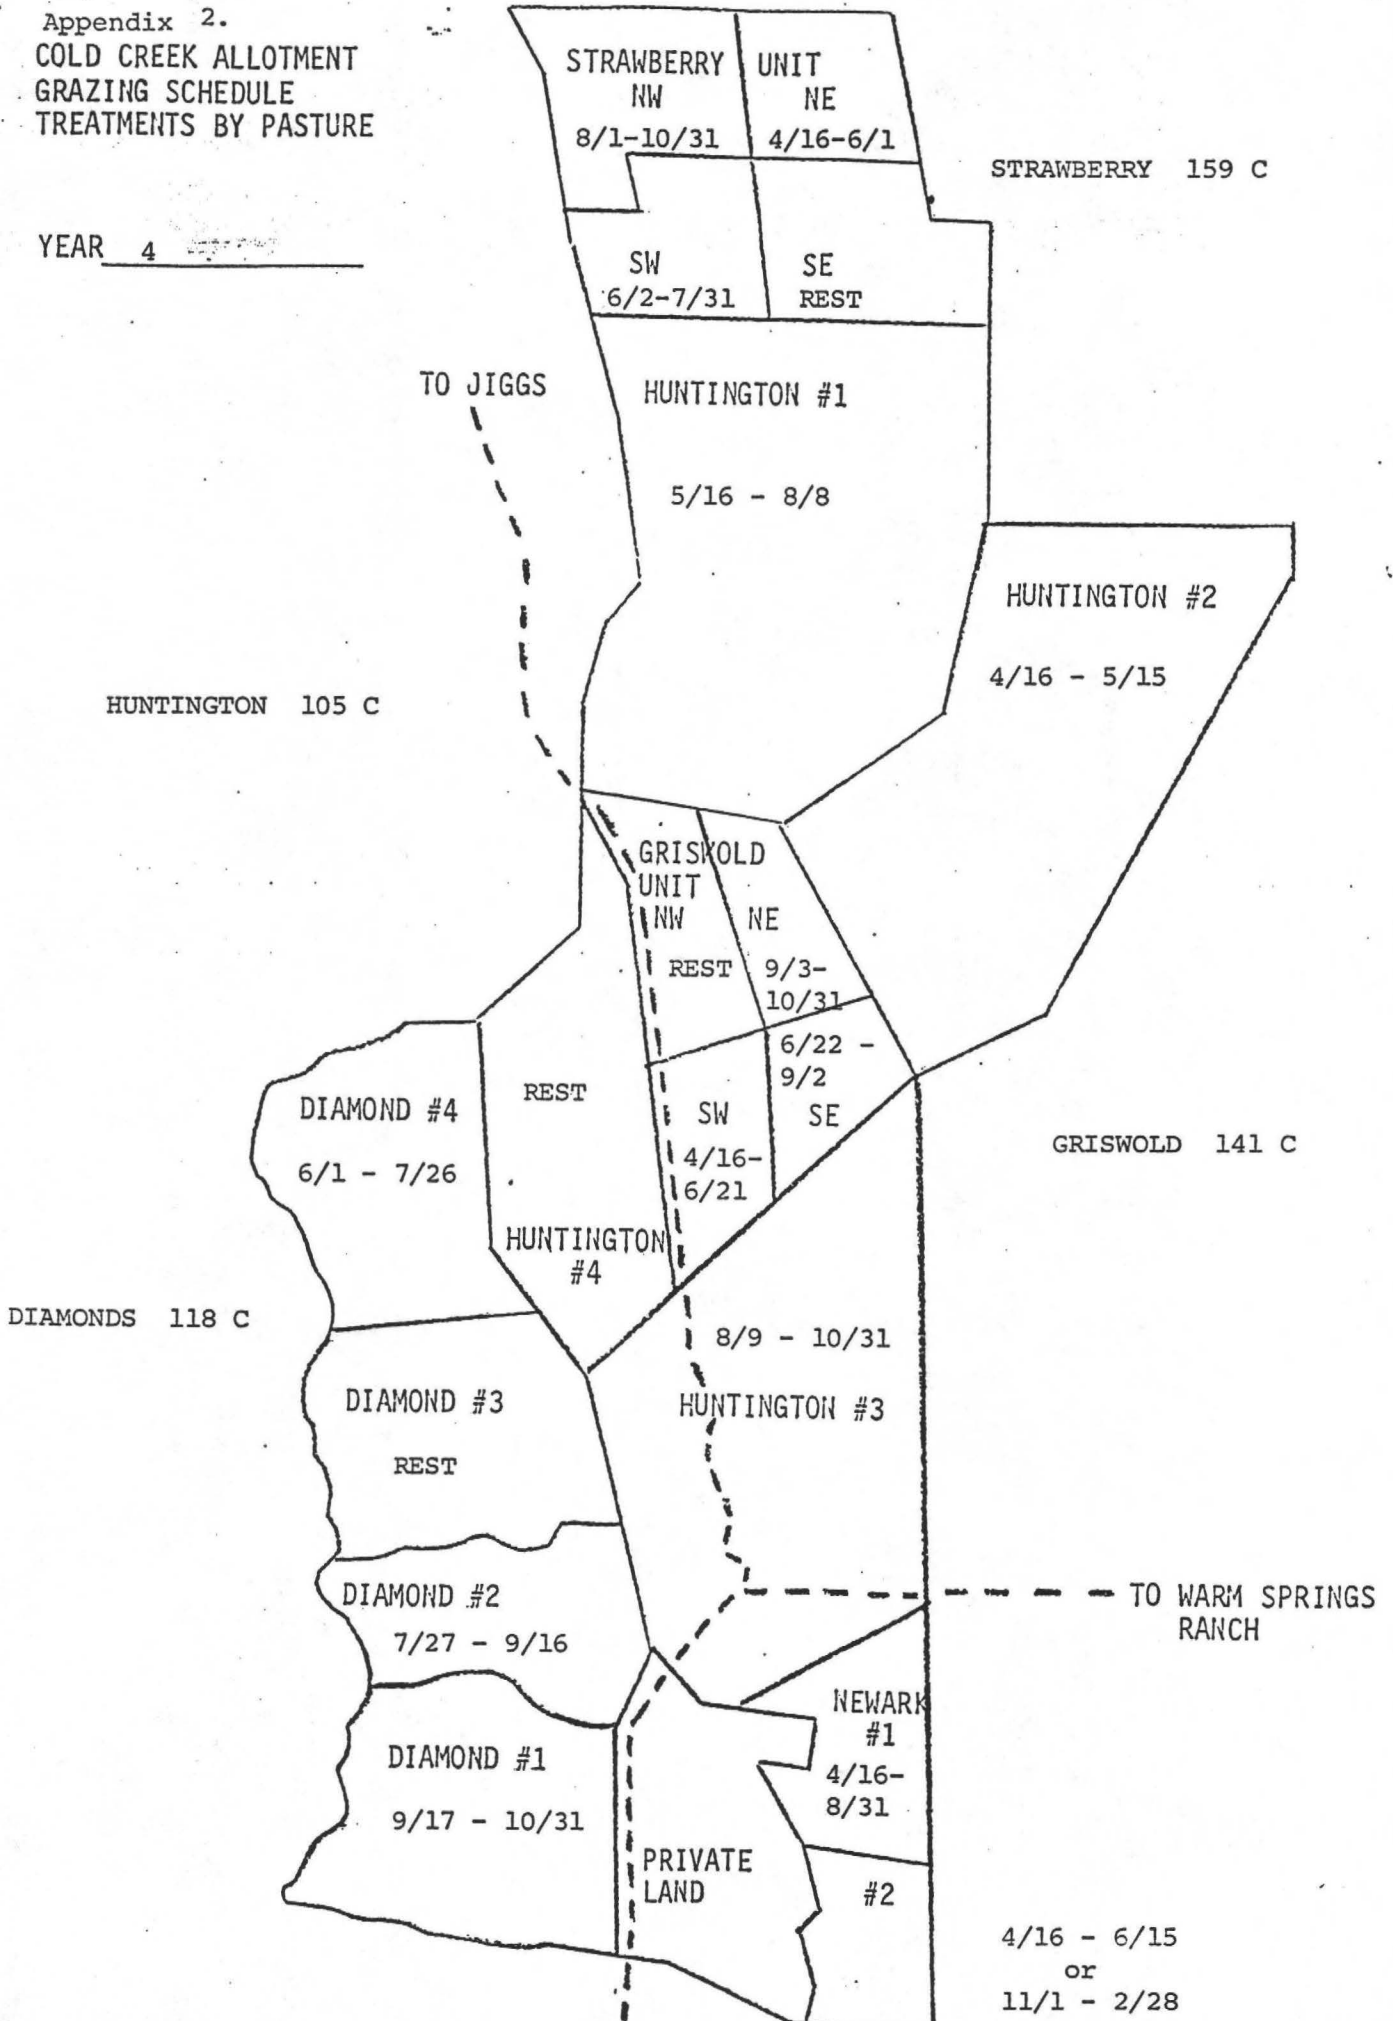 Appendix 2.
COLD CREEK ALLOTMENT
GRAZING SCHEDULE
TREATMENTS BY PASTURE
YEAR 4
STRAWBERRY UNIT
NW
8/1-10/31
NE
4/16-6/1
STRAWBERRY 159 C
SW
6/2-7/31
SE
REST
TO JIGGS
HUNTINGTON #1
5/16 - 8/8
HUNTINGTON #2
4/16 - 5/15
HUNTINGTON 105 C
GRISWOLD
UNIT
NW
REST
NE
9/3-
10/31
6/22 -
9/2
SE
SW
4/16-
6/21
GRISWOLD 141 C
REST
HUNTINGTON
#4
DIAMOND #4
6/1 - 7/26
DIAMONDS 118 C
8/9 - 10/31
HUNTINGTON #3
DIAMOND #3
REST
DIAMOND #2
7/27 - 9/16
TO WARM SPRINGS
RANCH
NEWARK
#1
4/16-
8/31
DIAMOND #1
9/17 - 10/31
PRIVATE
LAND
#2
4/16 - 6/15
or
11/1 - 2/28